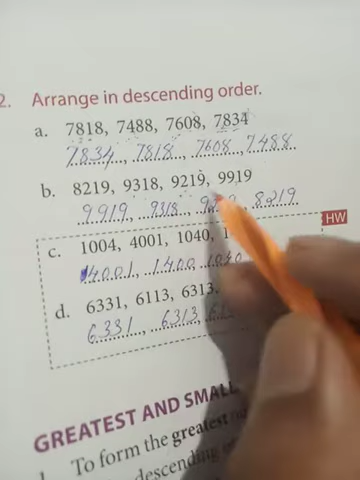 2. Arrange in descending order.
a. 7818, 7488, 7608, 7834
7834, 7818, 7608, 7488
b. 8219, 9318, 9219, 9919
9919, 9318, 8219
HW
c. 1004, 4001, 1040,
4001, 1400, 1040
d. 6331, 6113, 6313,
6331, 6313,
GREATEST AND SMALL
1. To form the greatest
descending